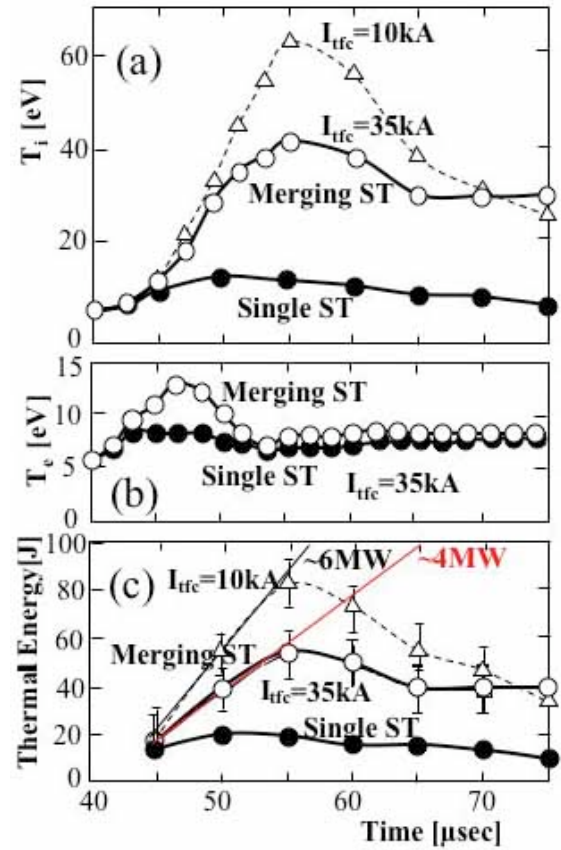 (a)
I_tfc=10kA
I_tfc=35kA
Merging ST
Single ST
T_i [eV]
60
40
20
0
(b)
Merging ST
Single ST
I_tfc=35kA
T_e [eV]
15
10
5
0
(c)
I_tfc=10kA
~6MW
~4MW
Merging ST
I_tfc=35kA
Single ST
Thermal Energy[J]
100
80
60
40
20
0
40 50 60 70
Time [μsec]